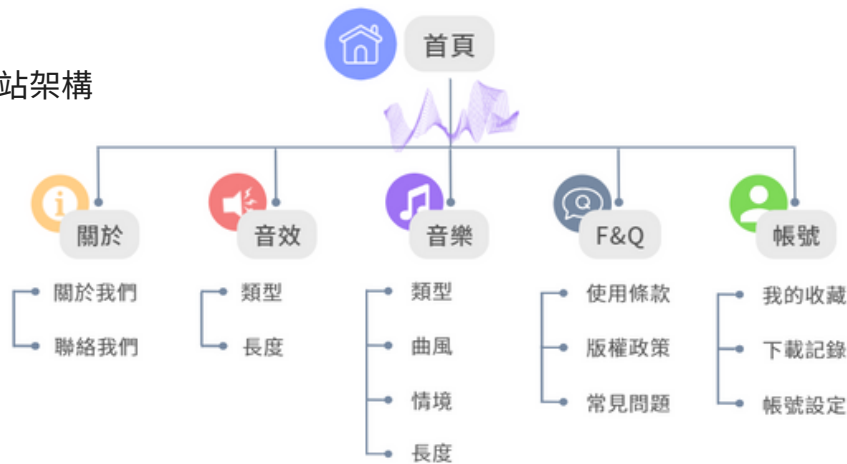 首頁
站架構
關於
音效
音樂
F&Q
帳號
關於我們
聯絡我們
類型
長度
類型
曲風
情境
長度
使用條款
版權政策
常見問題
我的收藏
下載記錄
帳號設定